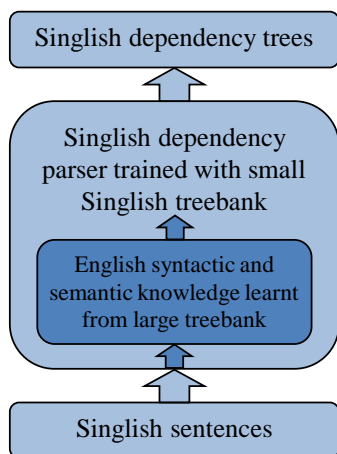 Singlish dependency trees
Singlish dependency
parser trained with small
Singlish treebank
English syntactic and
semantic knowledge learnt
from large treebank
Singlish sentences